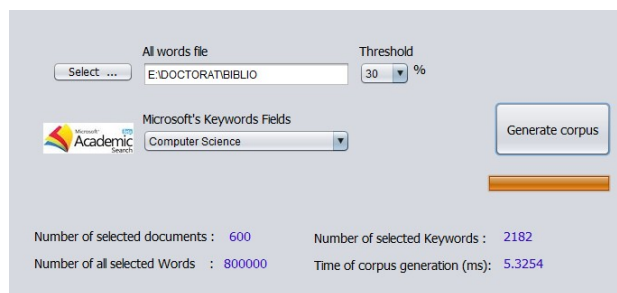 All words file
Threshold
Select ...
E:\DOCTORAT\BIBLIO
30
%
Microsoft's Keywords Fields
Microsoft
Academic
Search
Computer Science
Generate corpus
Number of selected documents : 600
Number of selected Keywords : 2182
Number of all selected Words : 800000
Time of corpus generation (ms): 5.3254